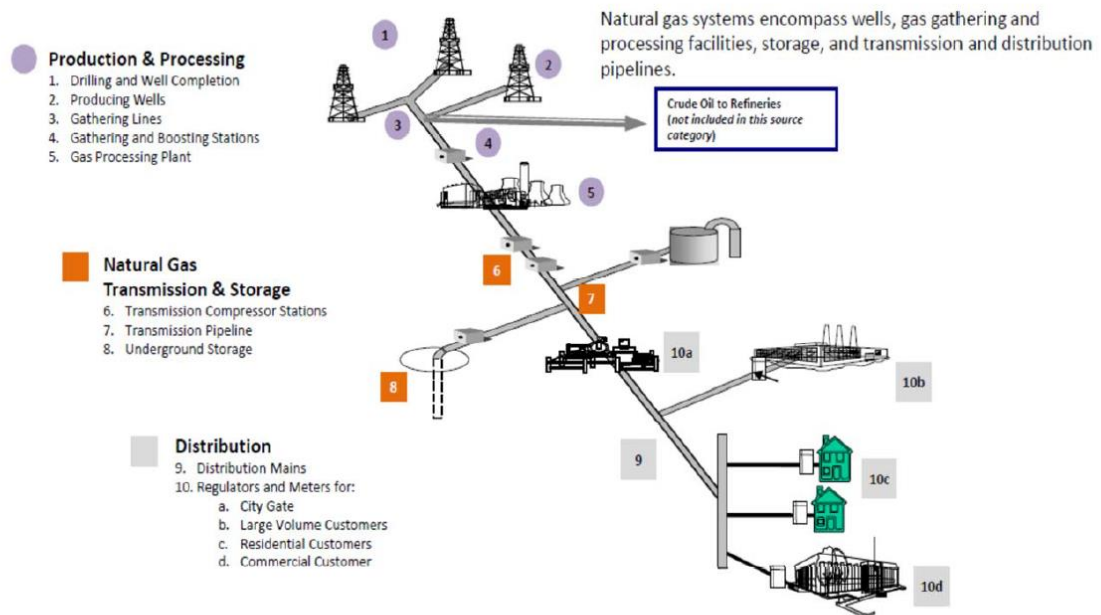 Natural gas systems encompass wells, gas gathering and
processing facilities, storage, and transmission and distribution
pipelines.
Production & Processing
1. Drilling and Well Completion
2. Producing Wells
3. Gathering Lines
4. Gathering and Boosting Stations
5. Gas Processing Plant
1
2
3
4
5
Crude Oil to Refineries
(not included in this source
category)
Natural Gas
Transmission & Storage
6. Transmission Compressor Stations
7. Transmission Pipeline
8. Underground Storage
6
7
8
Distribution
9. Distribution Mains
10. Regulators and Meters for:
a. City Gate
b. Large Volume Customers
c. Residential Customers
d. Commercial Customer
10a
10b
9
10c
10d